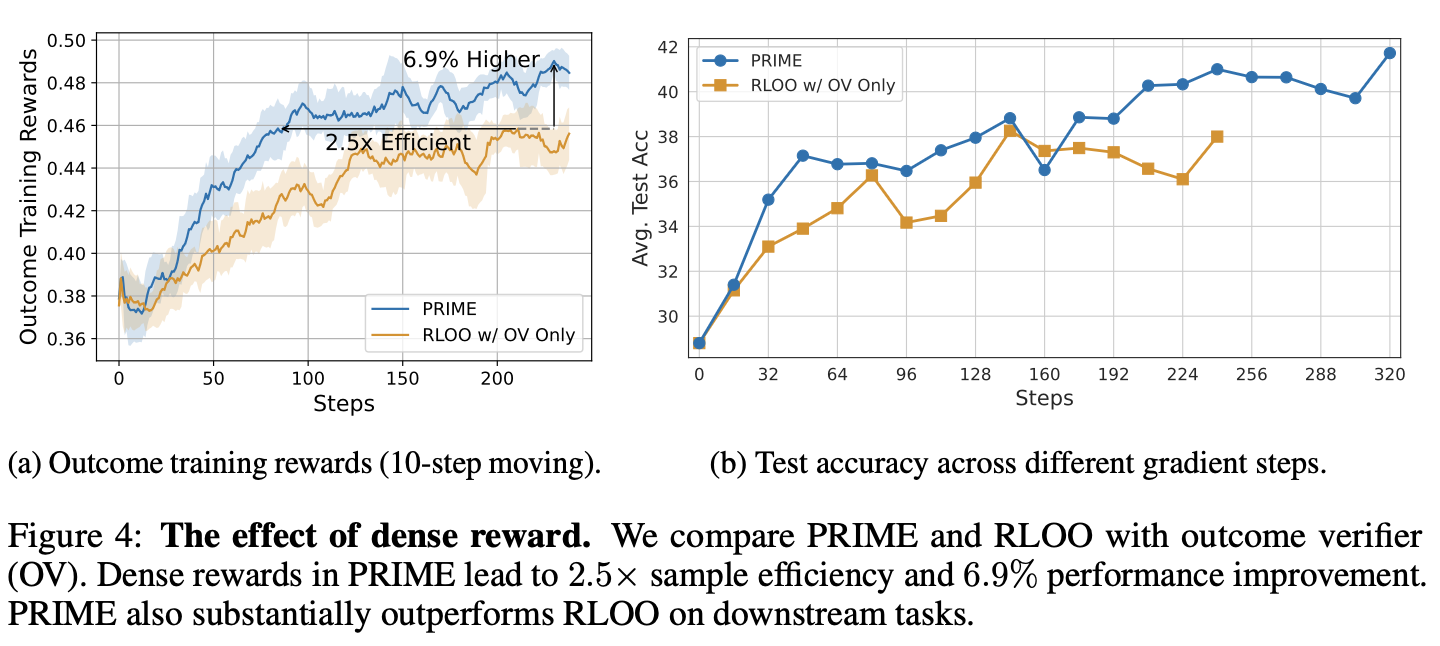 0.50
0.48
0.46
0.44
0.42
0.40
0.38
0.36
Outcome Training Rewards
6.9% Higher
2.5x Efficient
PRIME
RLOO w/ OV Only
0 50 100 150 200
Steps
42
40
38
36
34
32
30
Avg. Test Acc
PRIME
RLOO w/ OV Only
0 32 64 96 128 160 192 224 256 288 320
Steps
(a) Outcome training rewards (10-step moving).
(b) Test accuracy across different gradient steps.
Figure 4: The effect of dense reward. We compare PRIME and RLOO with outcome verifier
(OV). Dense rewards in PRIME lead to 2.5× sample efficiency and 6.9% performance improvement.
PRIME also substantially outperforms RLOO on downstream tasks.